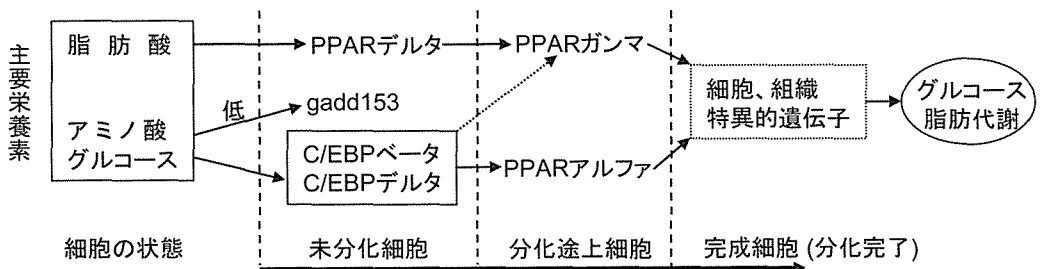 主要栄養素
脂肪酸
アミノ酸
グルコース
低
PPARデルタ
gadd153
C/EBPベータ
C/EBPデルタ
PPARガンマ
PPARアルファ
細胞、組織
特異的遺伝子
グルコース
脂肪代謝
細胞の状態
未分化細胞
分化途上細胞
完成細胞 (分化完了)